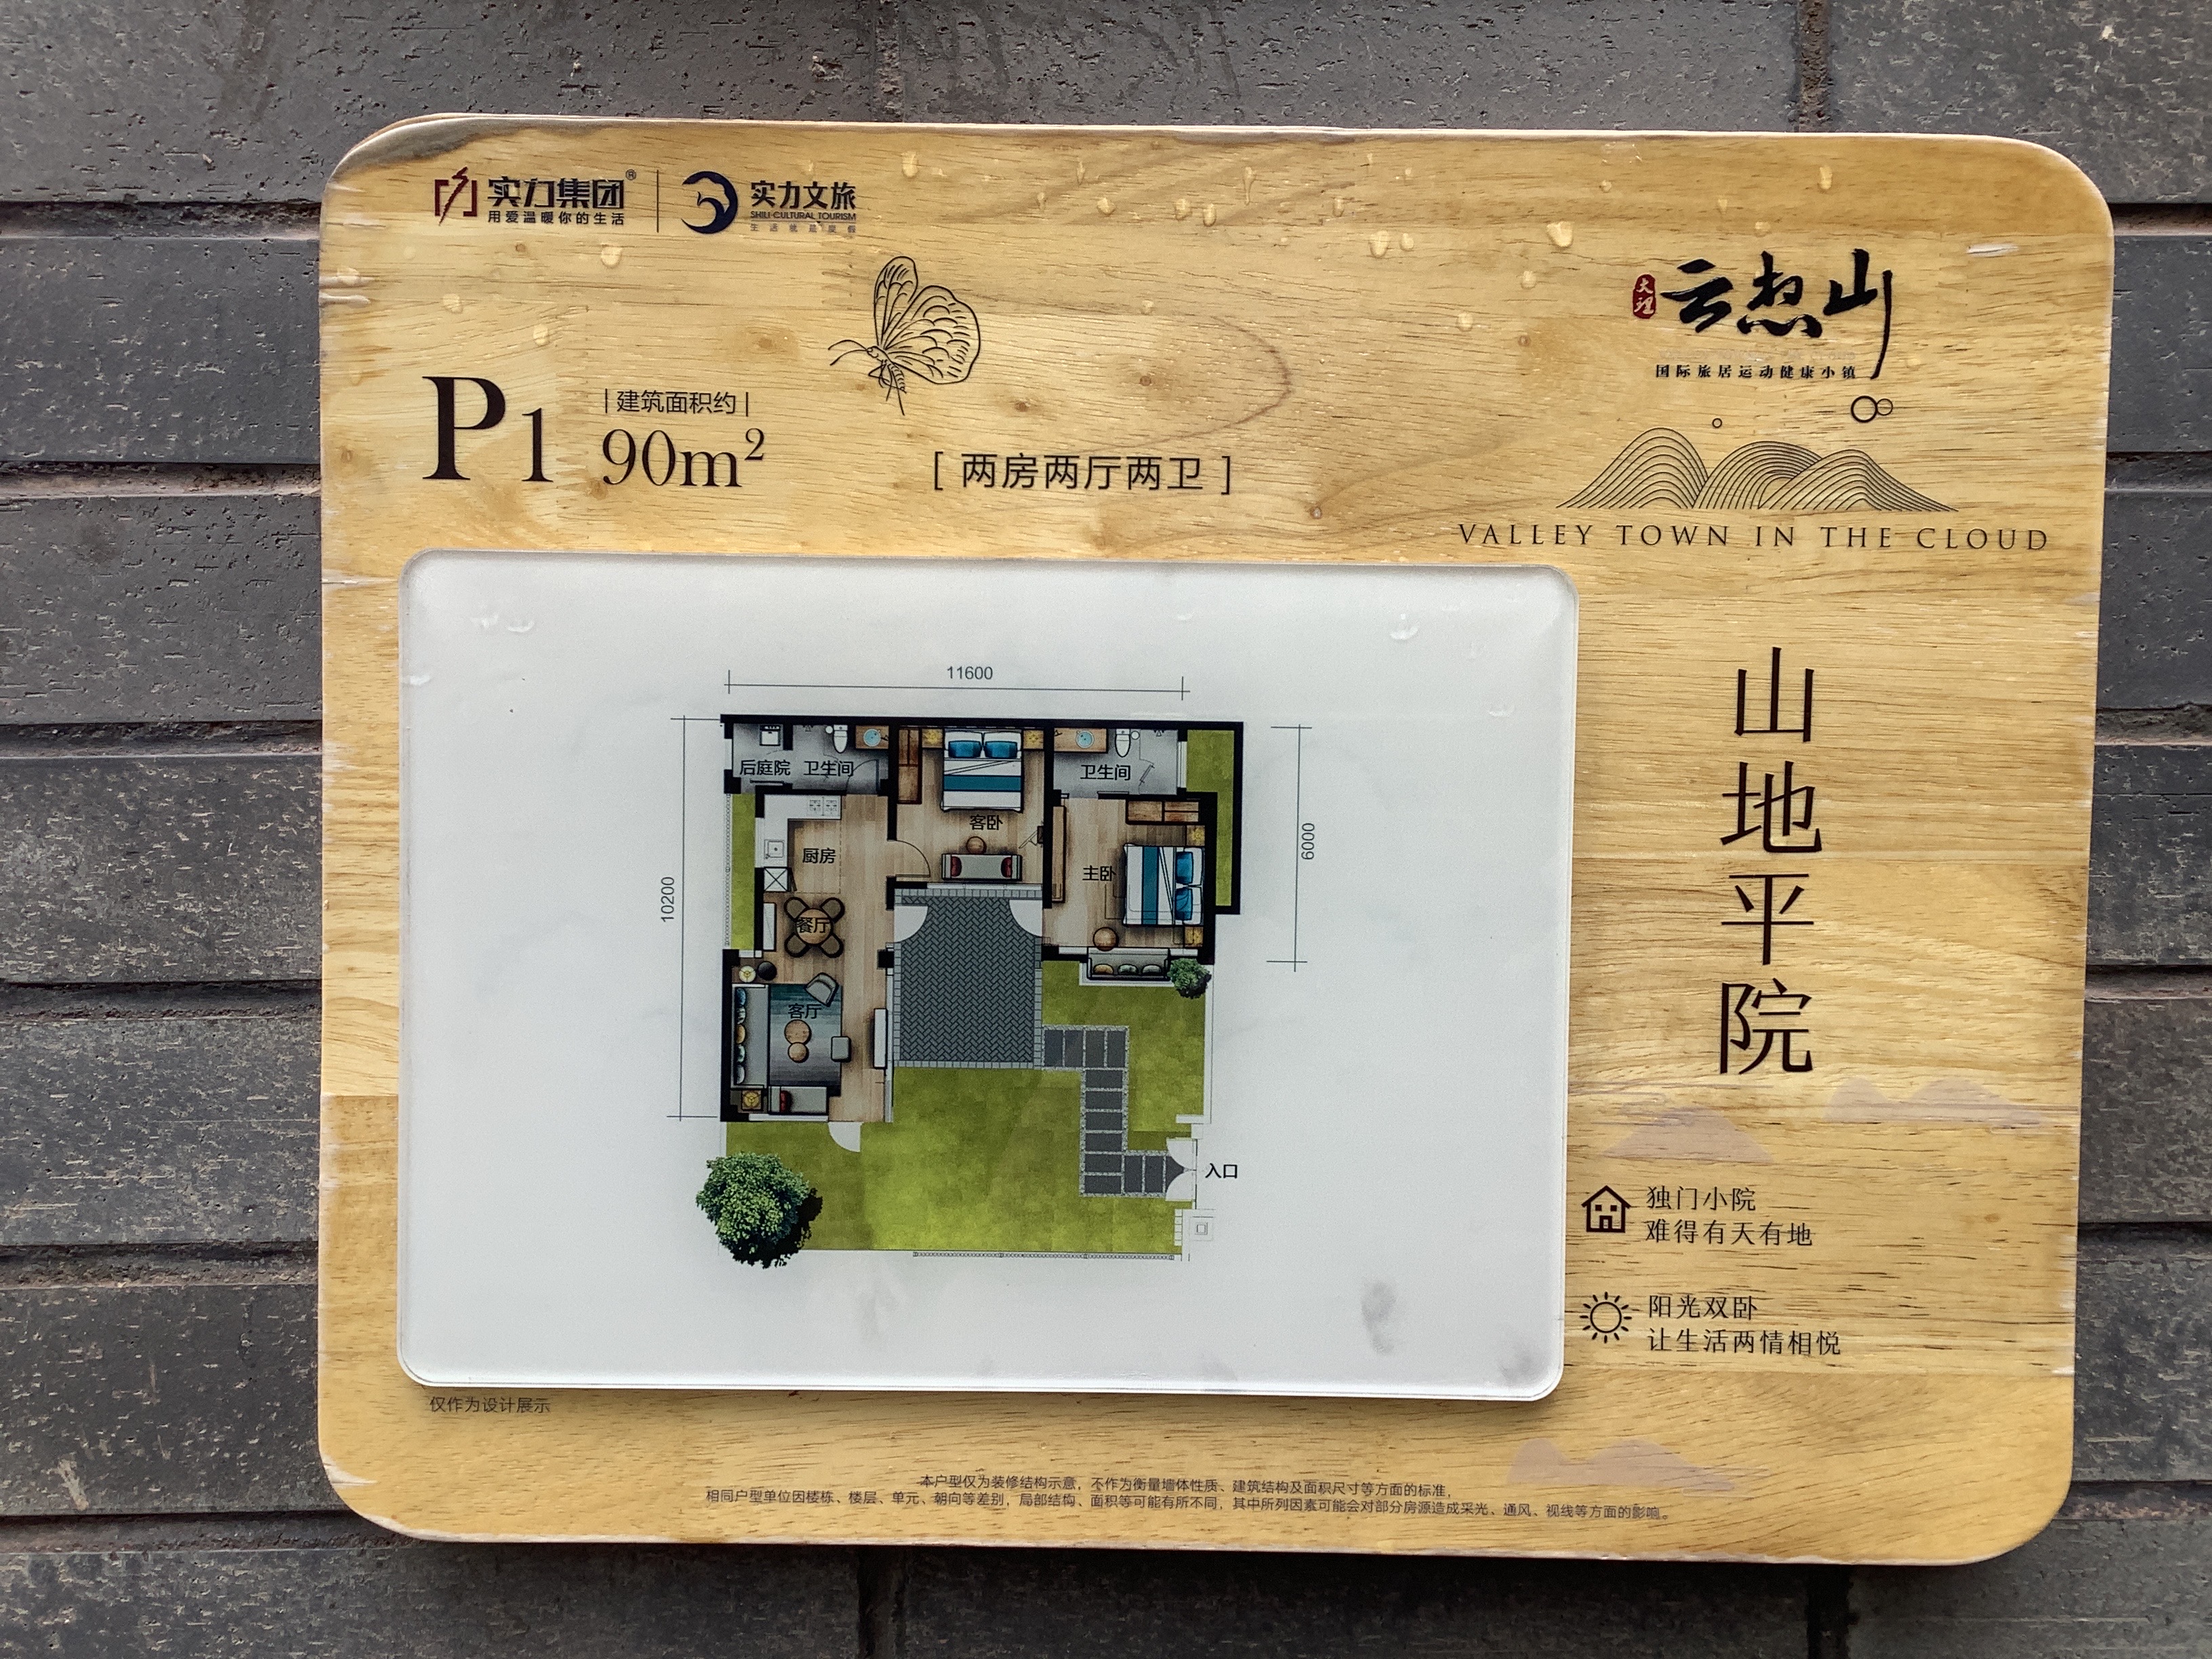 实力集团®
用爱温暖你的生活
实力文旅
SHILI·CULTURAL TOURISM
生活就是度假
大理
云想山
国际旅居运动健康小镇
VALLEY TOWN IN THE CLOUD
P1
|建筑面积约|
90m²
[ 两房两厅两卫 ]
山地平院
11600
10200
6000
后庭院
卫生间
卫生间
客卧
厨房
主卧
餐厅
客厅
入口
独门小院
难得有天有地
阳光双卧
让生活两情相悦
仅作为设计展示
本户型仅为装修结构示意，不作为衡量墙体性质、建筑结构及面积尺寸等方面的标准，
相同户型单位因楼栋、楼层、单元、朝向等差别，局部结构、面积等可能有所不同，其中所列因素可能会对部分房源造成采光、通风、视线等方面的影响。